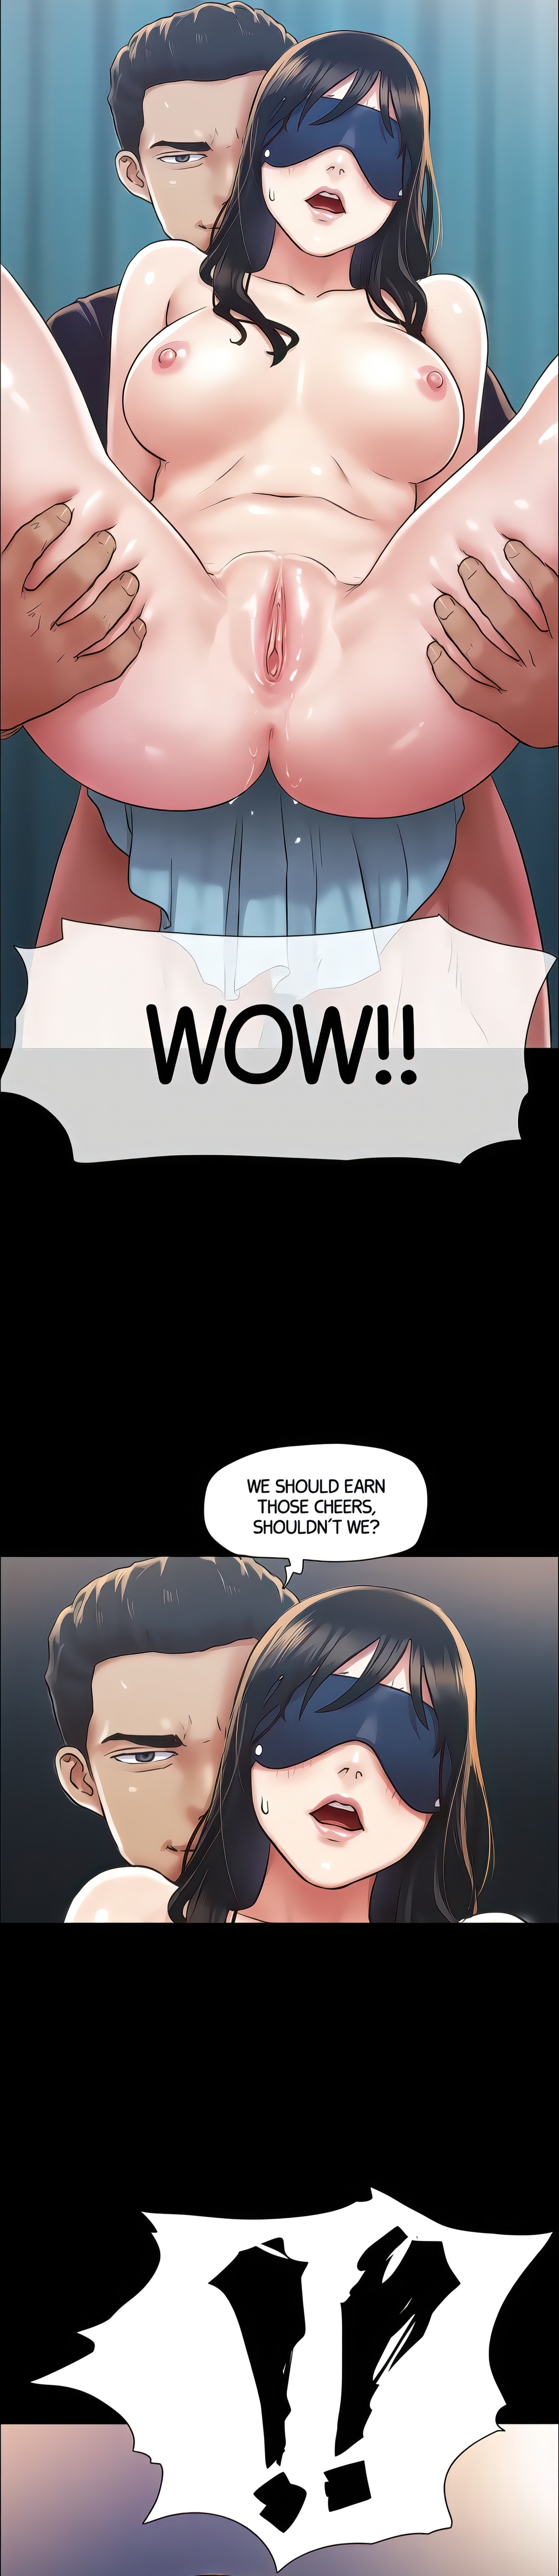 WOW!!
WE SHOULD EARN
THOSE CHEERS,
SHOULDN'T WE?
!!